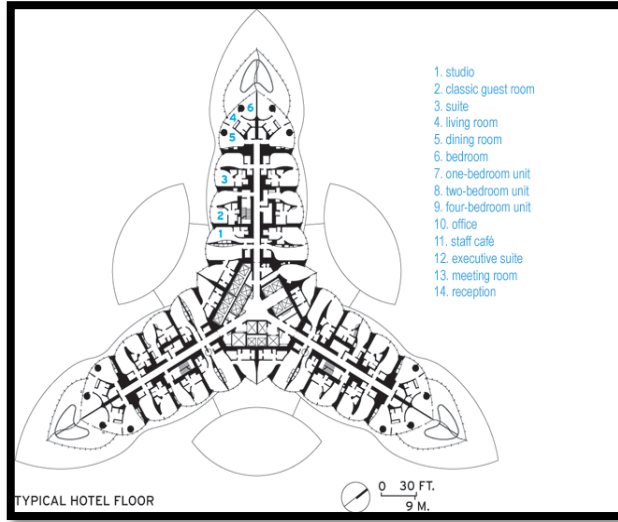 6
4
5
3
2
1
1. studio
2. classic guest room
3. suite
4. living room
5. dining room
6. bedroom
7. one-bedroom unit
8. two-bedroom unit
9. four-bedroom unit
10. office
11. staff café
12. executive suite
13. meeting room
14. reception
TYPICAL HOTEL FLOOR
0 30 FT.
9 M.